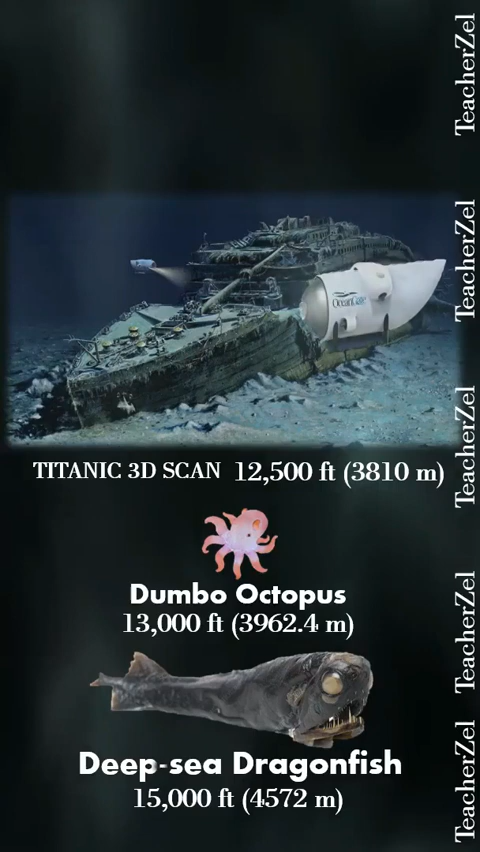 TeacherZel
TeacherZel
TeacherZel
TeacherZel
TeacherZel
OceanGate
TITANIC 3D SCAN 12,500 ft (3810 m)
Dumbo Octopus
13,000 ft (3962.4 m)
Deep-sea Dragonfish
15,000 ft (4572 m)